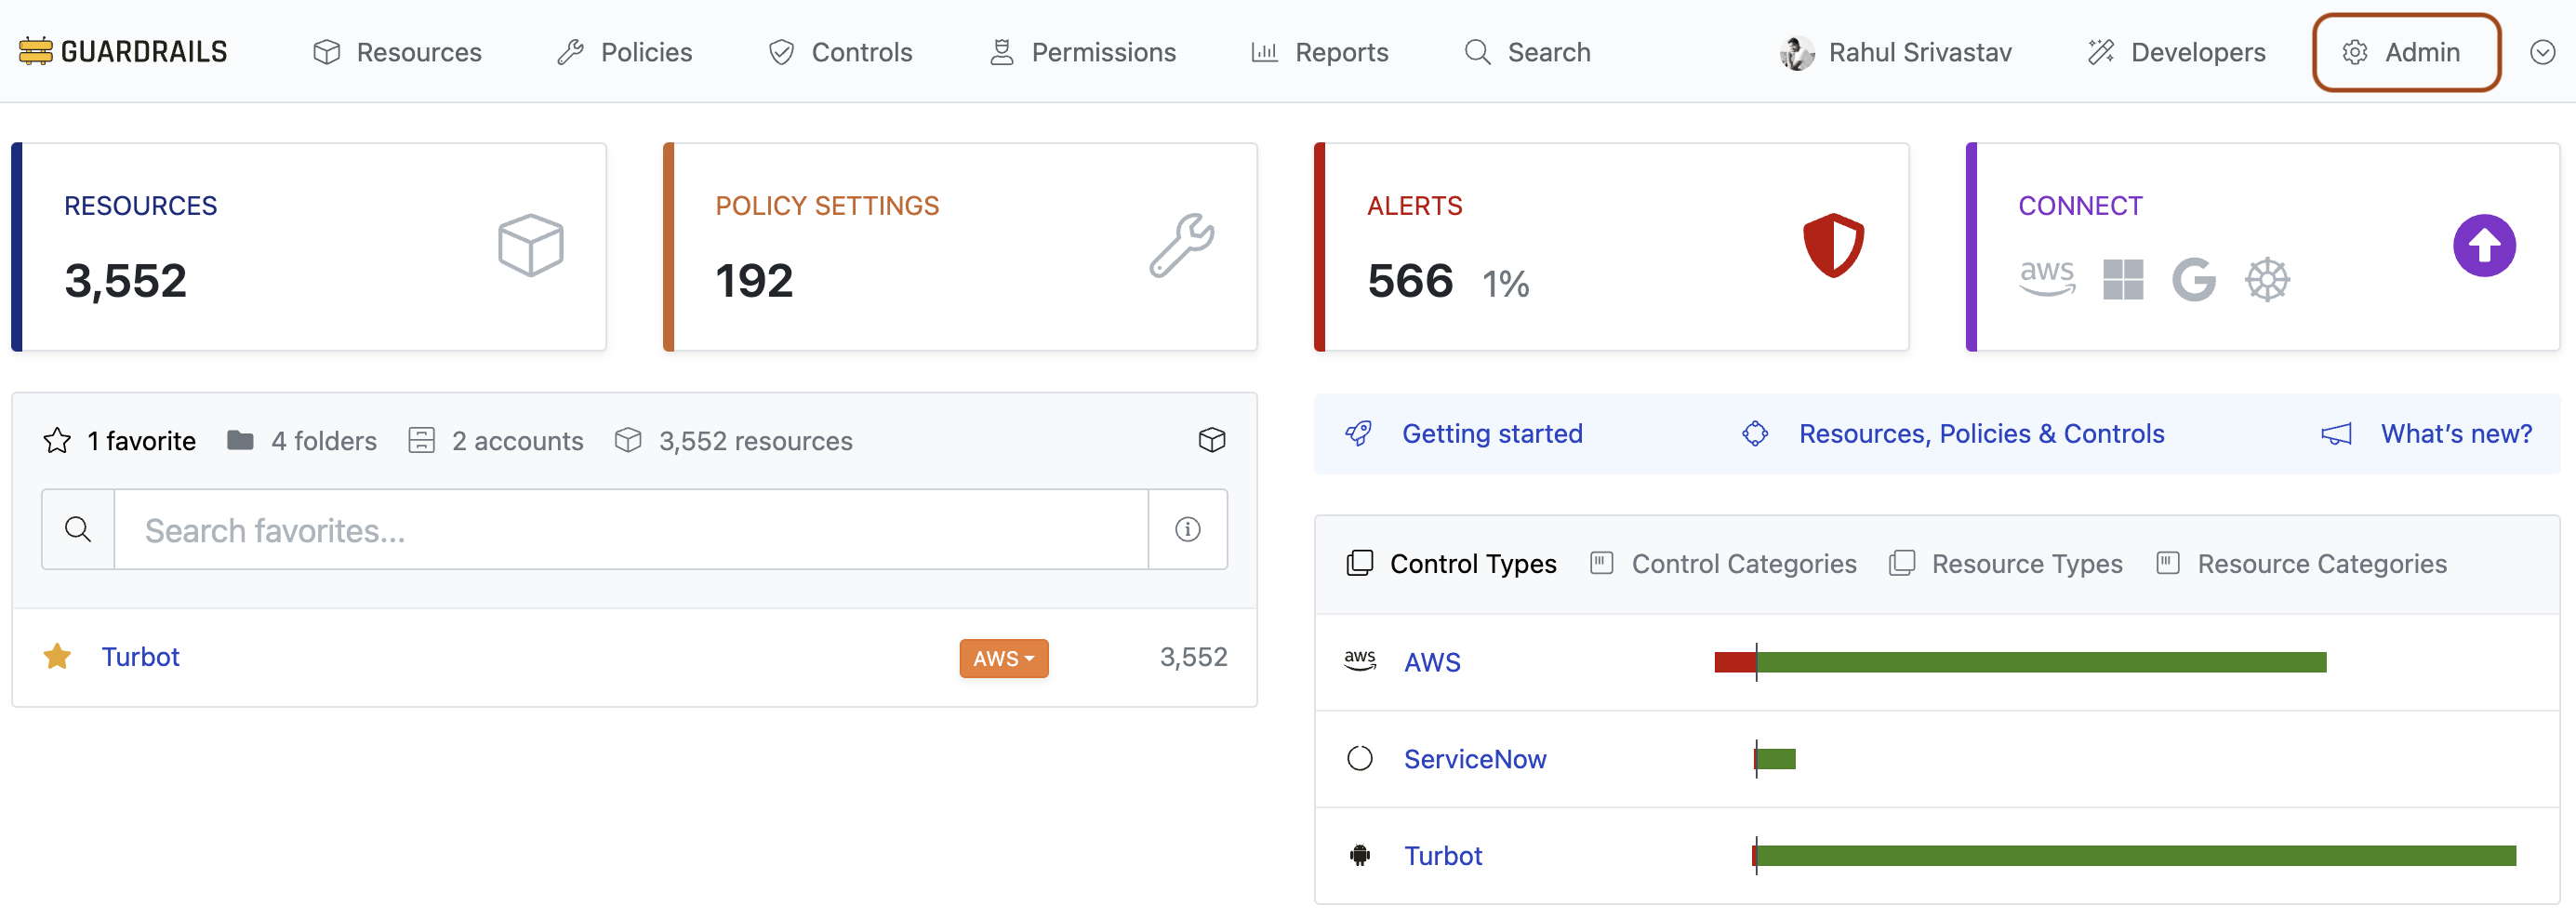 GUARDRAILS Resources Policies Controls Permissions Reports Search Rahul Srivastav Developers Admin
RESOURCES
3,552
POLICY SETTINGS
192
ALERTS
566 1%
CONNECT
aws
1 favorite 4 folders 2 accounts 3,552 resources
Search favorites...
Turbot AWS 3,552
Getting started Resources, Policies & Controls What's new?
Control Types Control Categories Resource Types Resource Categories
aws AWS
ServiceNow
Turbot